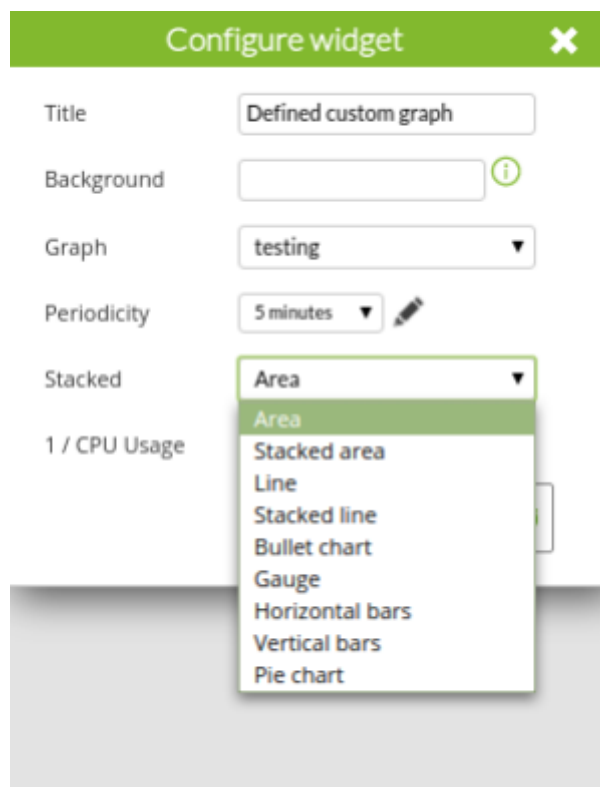 Configure widget
Title Defined custom graph
Background
Graph testing
Periodicity 5 minutes
Stacked Area
Area
1 / CPU Usage
Stacked area
Line
Stacked line
Bullet chart
Gauge
Horizontal bars
Vertical bars
Pie chart